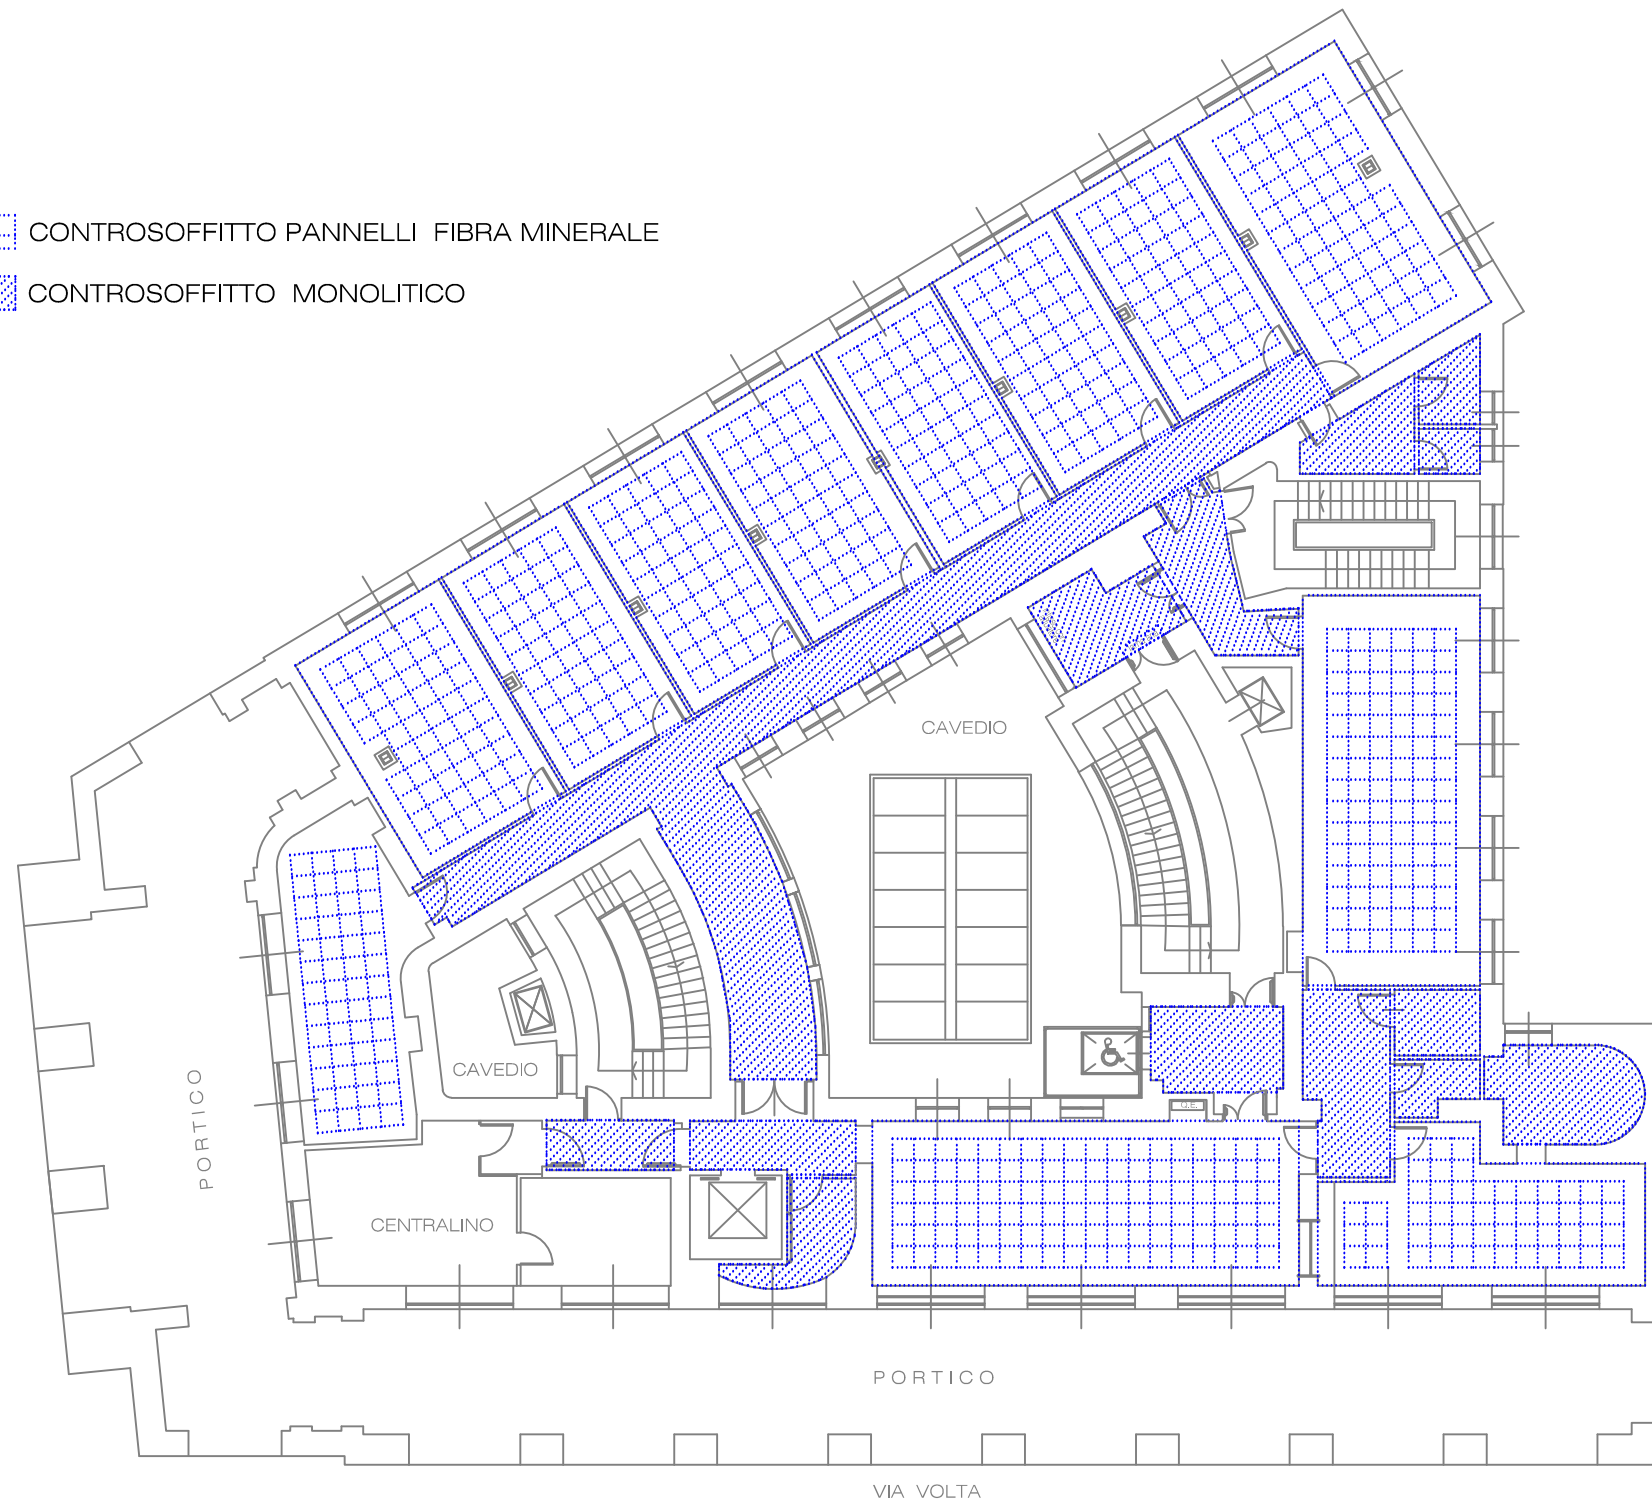 CONTROSOFFITTO PANNELLI FIBRA MINERALE
CONTROSOFFITTO MONOLITICO
CAVEDIO
CAVEDIO
Q.E.
PORTICO
CENTRALINO
PORTICO
VIA VOLTA